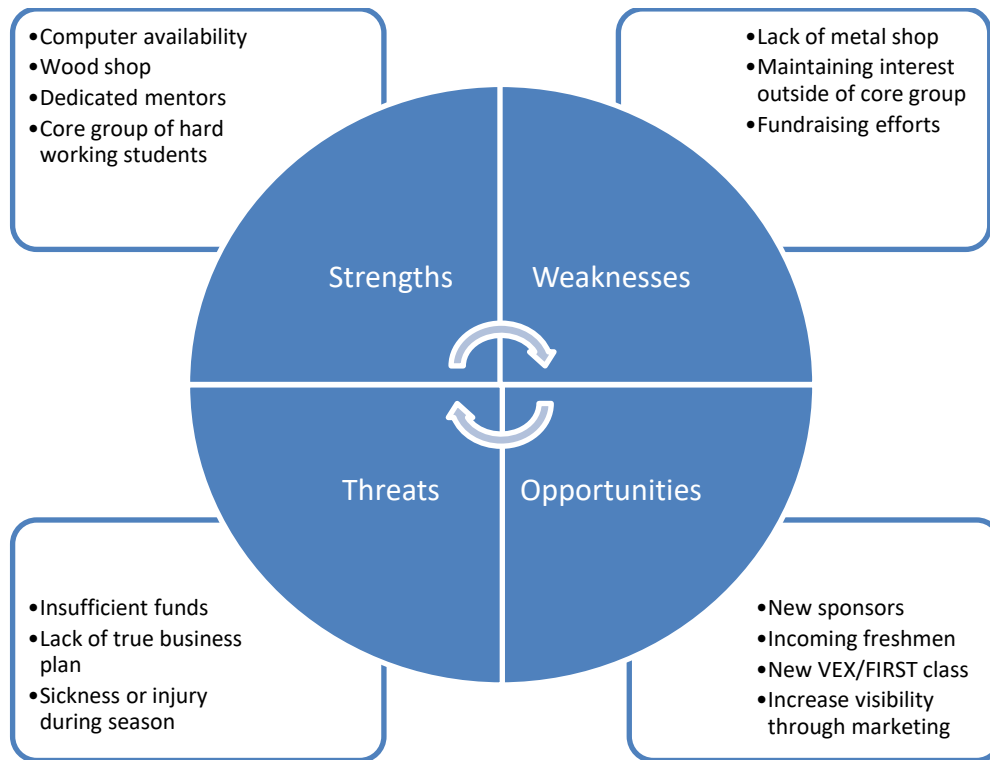 •Computer availability
•Wood shop
•Dedicated mentors
•Core group of hard
working students
•Lack of metal shop
•Maintaining interest
outside of core group
•Fundraising efforts
Strengths
Weaknesses
Threats
Opportunities
•Insufficient funds
•Lack of true business
plan
•Sickness or injury
during season
•New sponsors
•Incoming freshmen
•New VEX/FIRST class
•Increase visibility
through marketing